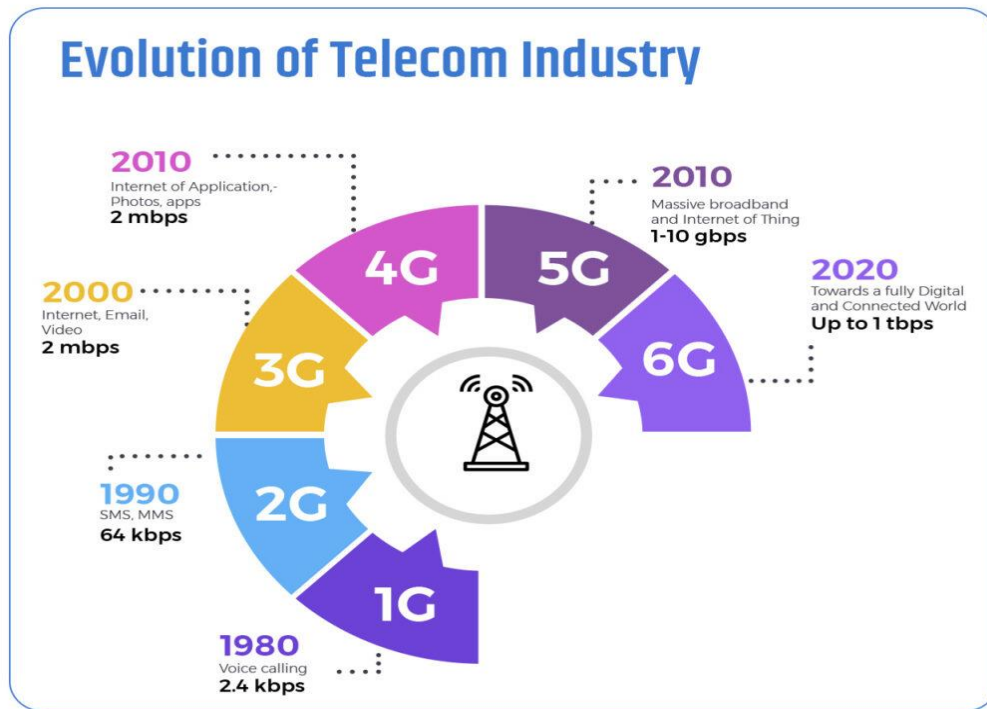 Evolution of Telecom Industry
2010
Internet of Application,-
Photos, apps
2 mbps
2010
Massive broadband
and Internet of Thing
1-10 gbps
2020
Towards a fully Digital
and Connected World
Up to 1 tbps
2000
Internet, Email,
Video
2 mbps
1990
SMS, MMS
64 kbps
1980
Voice calling
2.4 kbps
4G
5G
3G
6G
2G
1G